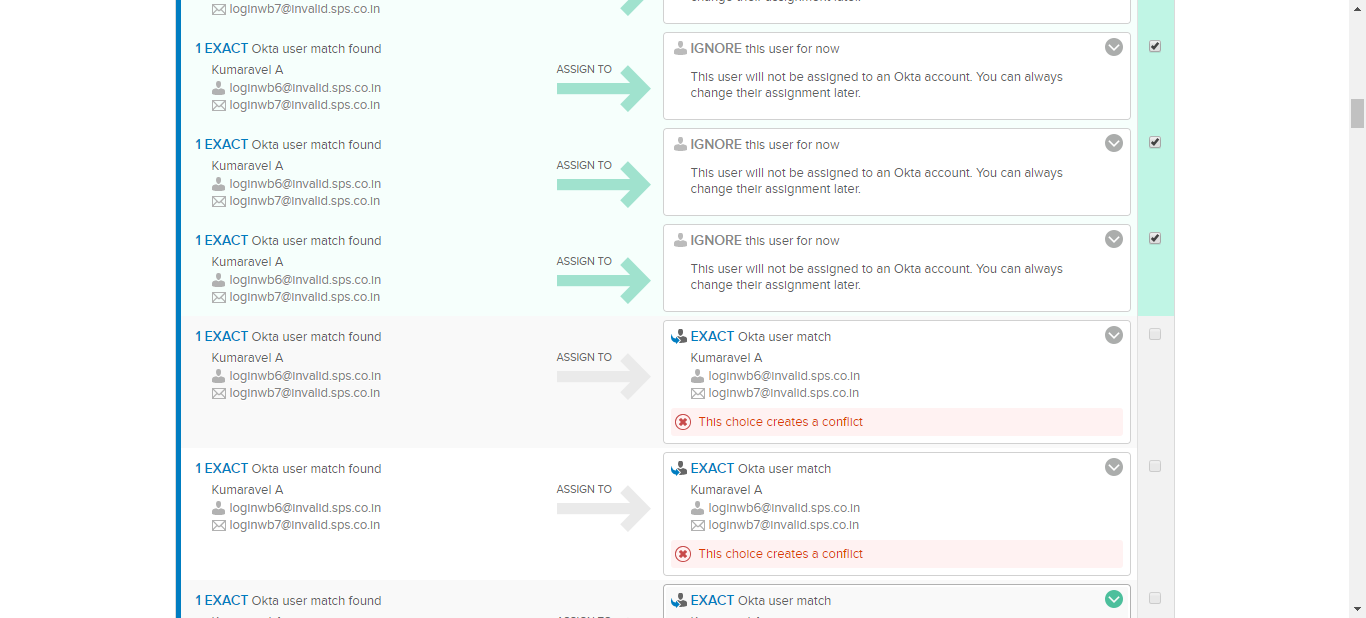 loginwb7@invalid.sps.co.in
change their assignment later.
1 EXACT Okta user match found
Kumaravel A
loginwb6@invalid.sps.co.in
loginwb7@invalid.sps.co.in
ASSIGN TO
IGNORE this user for now
This user will not be assigned to an Okta account. You can always
change their assignment later.
1 EXACT Okta user match found
Kumaravel A
loginwb6@invalid.sps.co.in
loginwb7@invalid.sps.co.in
ASSIGN TO
IGNORE this user for now
This user will not be assigned to an Okta account. You can always
change their assignment later.
1 EXACT Okta user match found
Kumaravel A
loginwb6@invalid.sps.co.in
loginwb7@invalid.sps.co.in
ASSIGN TO
IGNORE this user for now
This user will not be assigned to an Okta account. You can always
change their assignment later.
1 EXACT Okta user match found
Kumaravel A
loginwb6@invalid.sps.co.in
loginwb7@invalid.sps.co.in
ASSIGN TO
EXACT Okta user match
Kumaravel A
loginwb6@invalid.sps.co.in
loginwb7@invalid.sps.co.in
This choice creates a conflict
1 EXACT Okta user match found
Kumaravel A
loginwb6@invalid.sps.co.in
loginwb7@invalid.sps.co.in
ASSIGN TO
EXACT Okta user match
Kumaravel A
loginwb6@invalid.sps.co.in
loginwb7@invalid.sps.co.in
This choice creates a conflict
1 EXACT Okta user match found
EXACT Okta user match